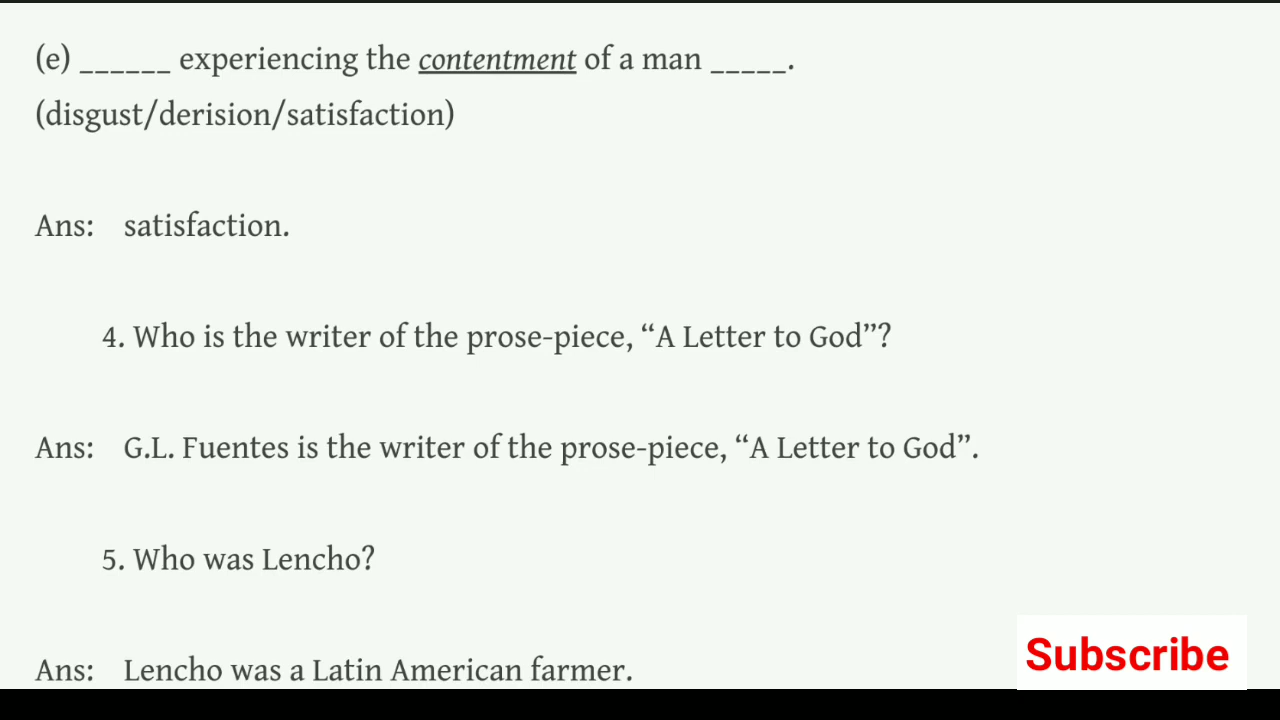 (e) ______ experiencing the contentment of a man _____.
(disgust/derision/satisfaction)
Ans: satisfaction.
4. Who is the writer of the prose-piece, “A Letter to God”?
Ans: G.L. Fuentes is the writer of the prose-piece, “A Letter to God”.
5. Who was Lencho?
Ans: Lencho was a Latin American farmer.
Subscribe